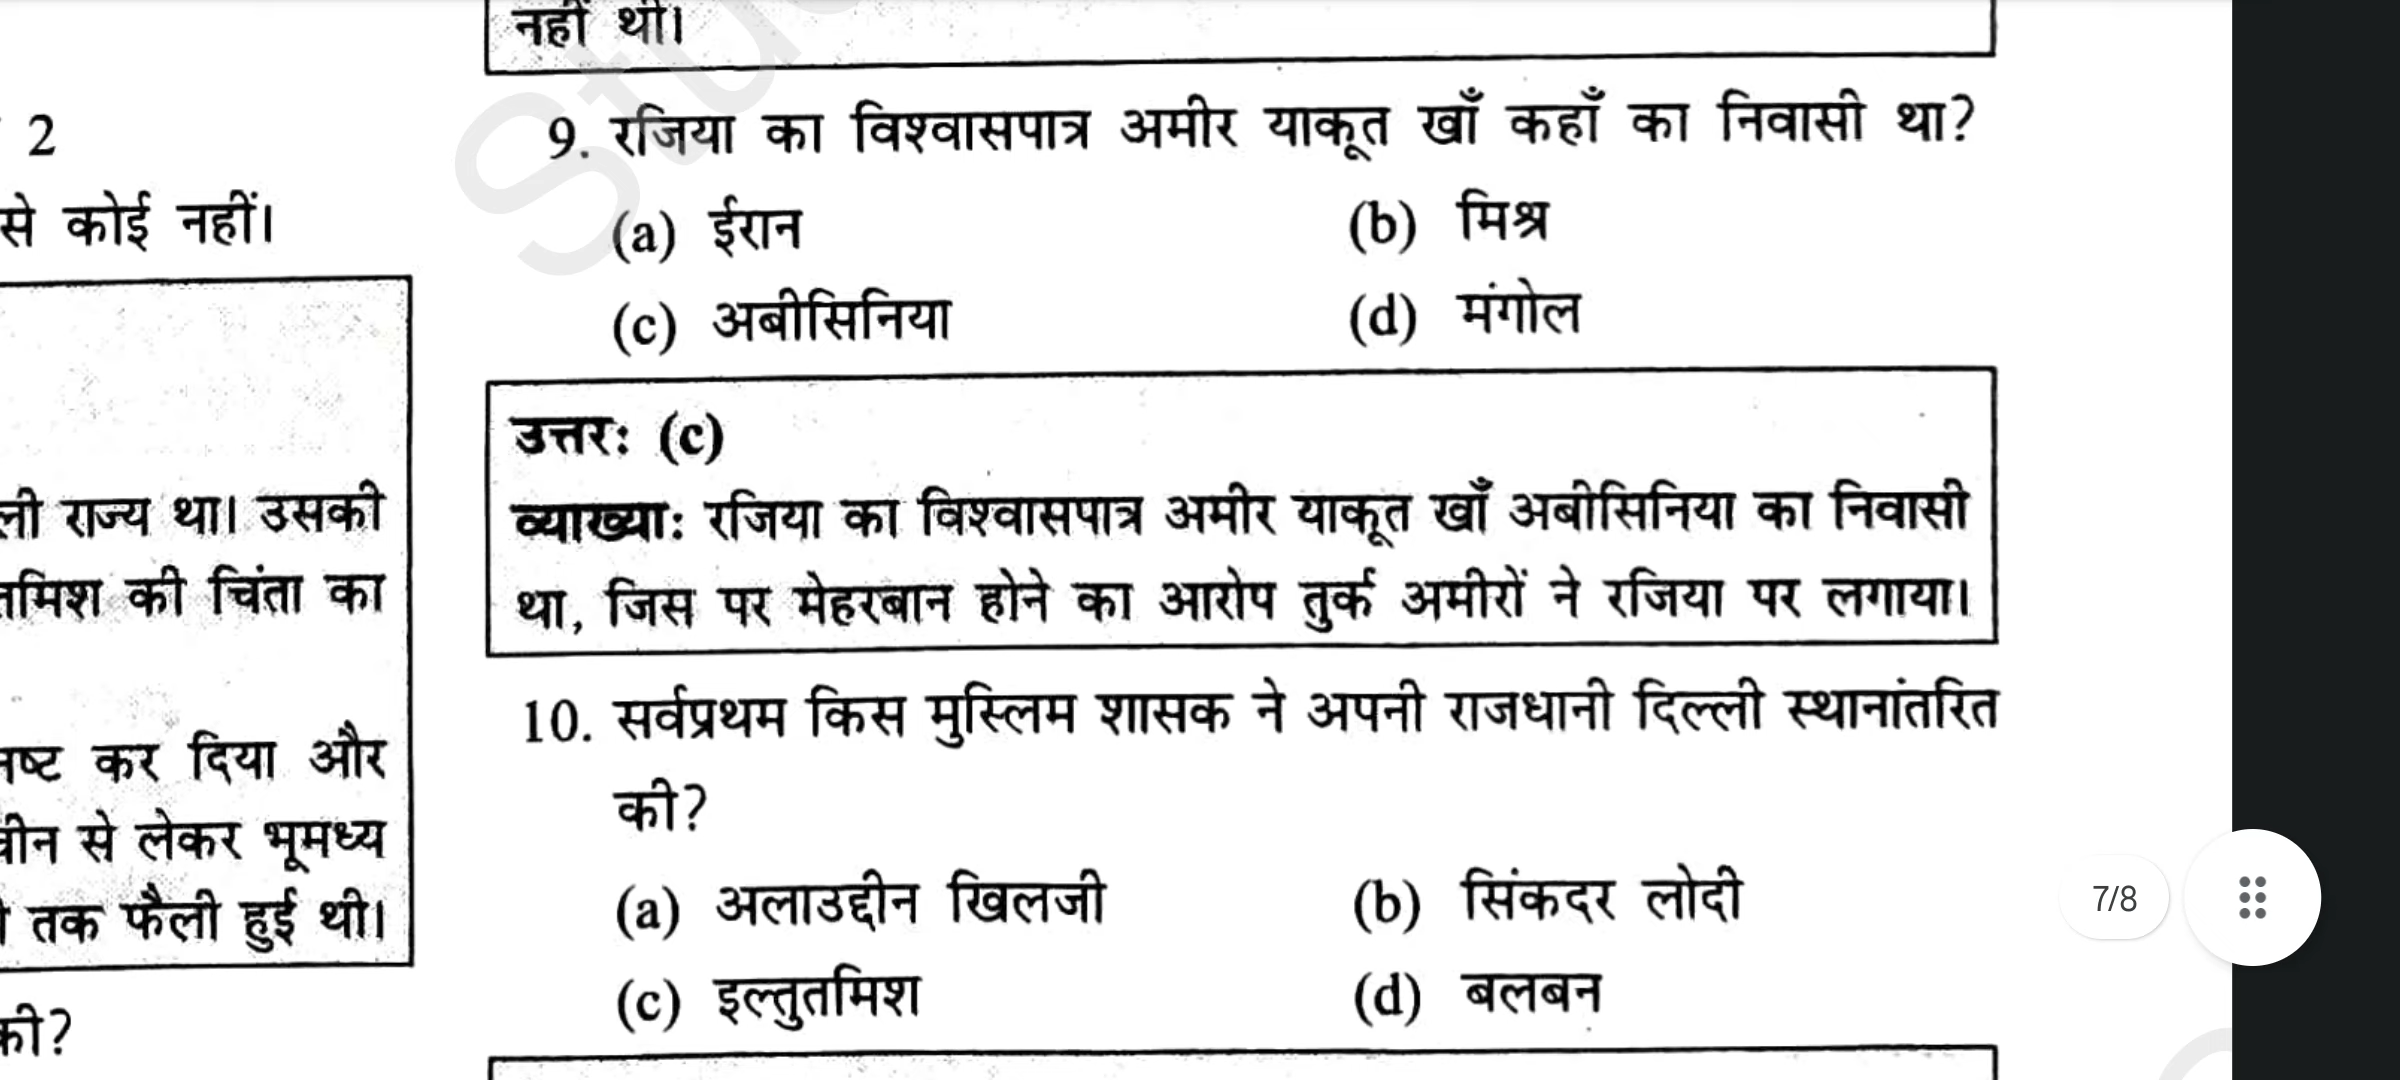 नहीं थी।
2
से कोई नहीं।
ली राज्य था। उसकी
तमिश की चिंता का
नष्ट कर दिया और
चीन से लेकर भूमध्य
तक फैली हुई थी।
की?
9. रजिया का विश्वासपात्र अमीर याकूत खाँ कहाँ का निवासी था?
(a) ईरान (b) मिश्र
(c) अबीसिनिया (d) मंगोल
उत्तरः (c)
व्याख्याः रजिया का विश्वासपात्र अमीर याकूत खाँ अबीसिनिया का निवासी
था, जिस पर मेहरबान होने का आरोप तुर्क अमीरों ने रजिया पर लगाया।
10. सर्वप्रथम किस मुस्लिम शासक ने अपनी राजधानी दिल्ली स्थानांतरित
की?
(a) अलाउद्दीन खिलजी (b) सिंकदर लोदी
(c) इल्तुतमिश (d) बलबन
7/8